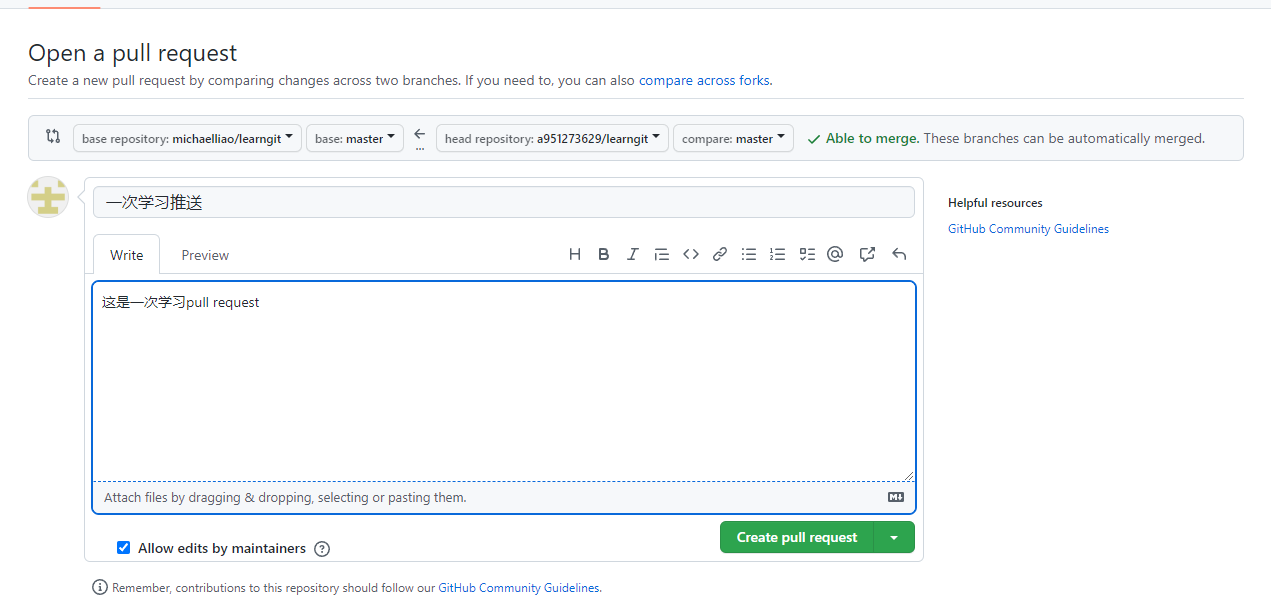 Open a pull request
Create a new pull request by comparing changes across two branches. If you need to, you can also compare across forks.
base repository: michaelliao/learngit base: master ... head repository: a951273629/learngit compare: master Able to merge. These branches can be automatically merged.
一次学习推送
Helpful resources
GitHub Community Guidelines
Write Preview
这是一次学习pull request
Attach files by dragging & dropping, selecting or pasting them.
Create pull request
Allow edits by maintainers
Remember, contributions to this repository should follow our GitHub Community Guidelines.